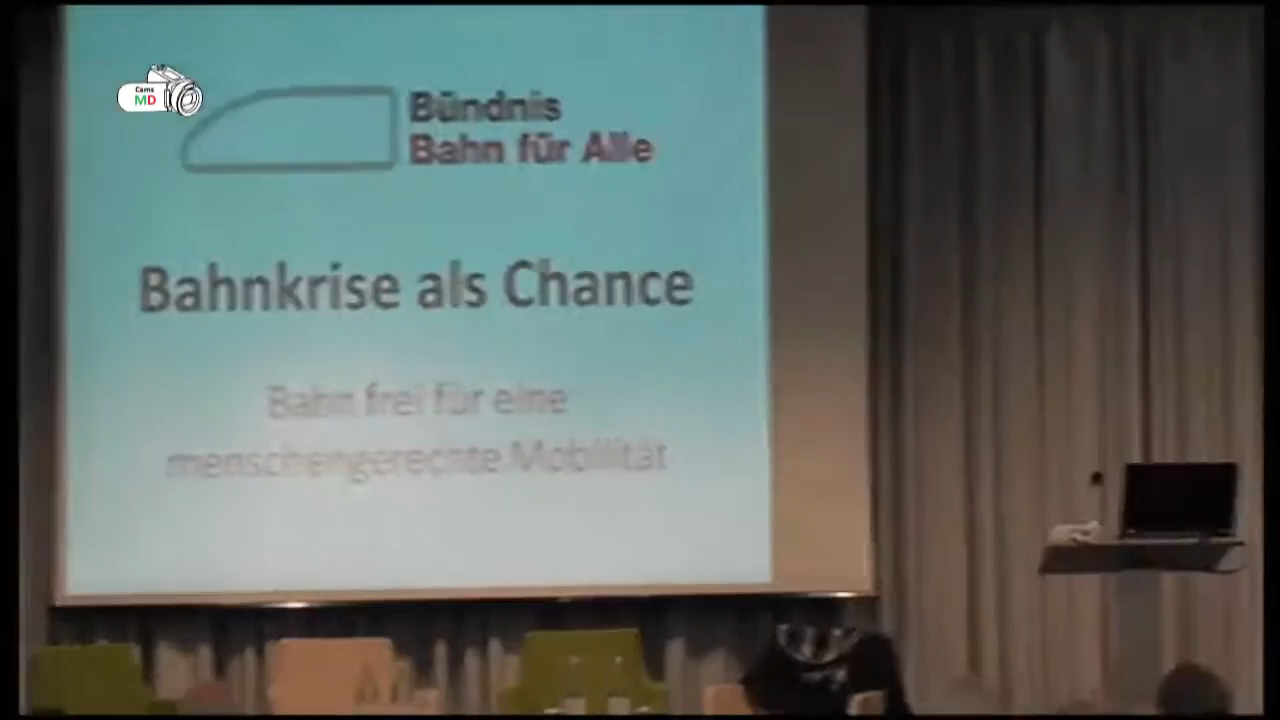 Cams
MD
Bündnis
Bahn für Alle
Bahnkrise als Chance
Bahn frei für eine
menschengerechte Mobilität